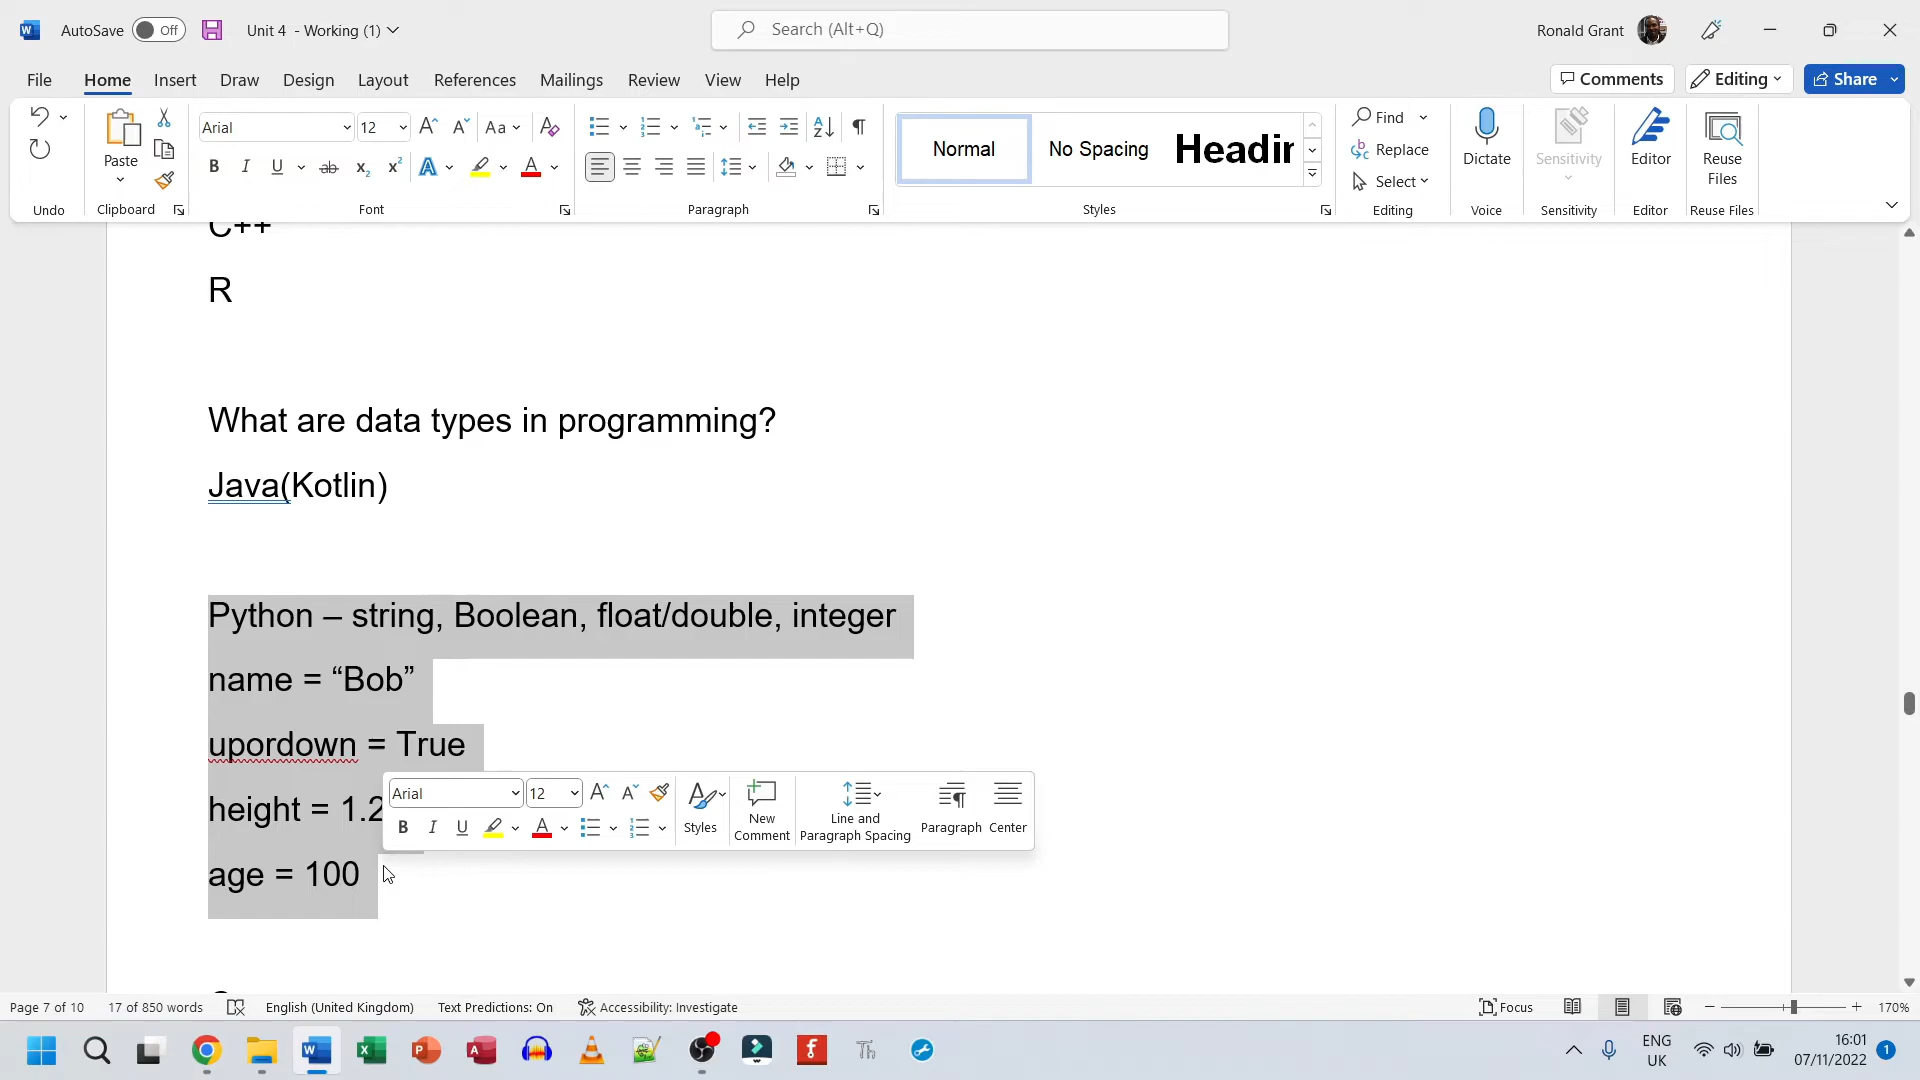 AutoSave Off Unit 4 - Working (1) Search (Alt+Q) Ronald Grant
File Home Insert Draw Design Layout References Mailings Review View Help Comments Editing Share
Undo
Paste
Clipboard
Arial 12 Aa
B I U ab x₂ x² A A
Font
Paragraph
Normal No Spacing Headir
Styles
Find
Replace
Select
Editing
Dictate
Voice
Sensitivity
Sensitivity
Editor
Editor
Reuse Files
Reuse Files
C++
R
What are data types in programming?
Java(Kotlin)
Python – string, Boolean, float/double, integer
name = “Bob”
upordown = True
height = 1.2
age = 100
Arial 12
B I U A
Styles
New Comment
Line and Paragraph Spacing
Paragraph
Center
Page 7 of 10 17 of 850 words English (United Kingdom) Text Predictions: On Accessibility: Investigate Focus 170%
ENG UK 16:01 07/11/2022 1